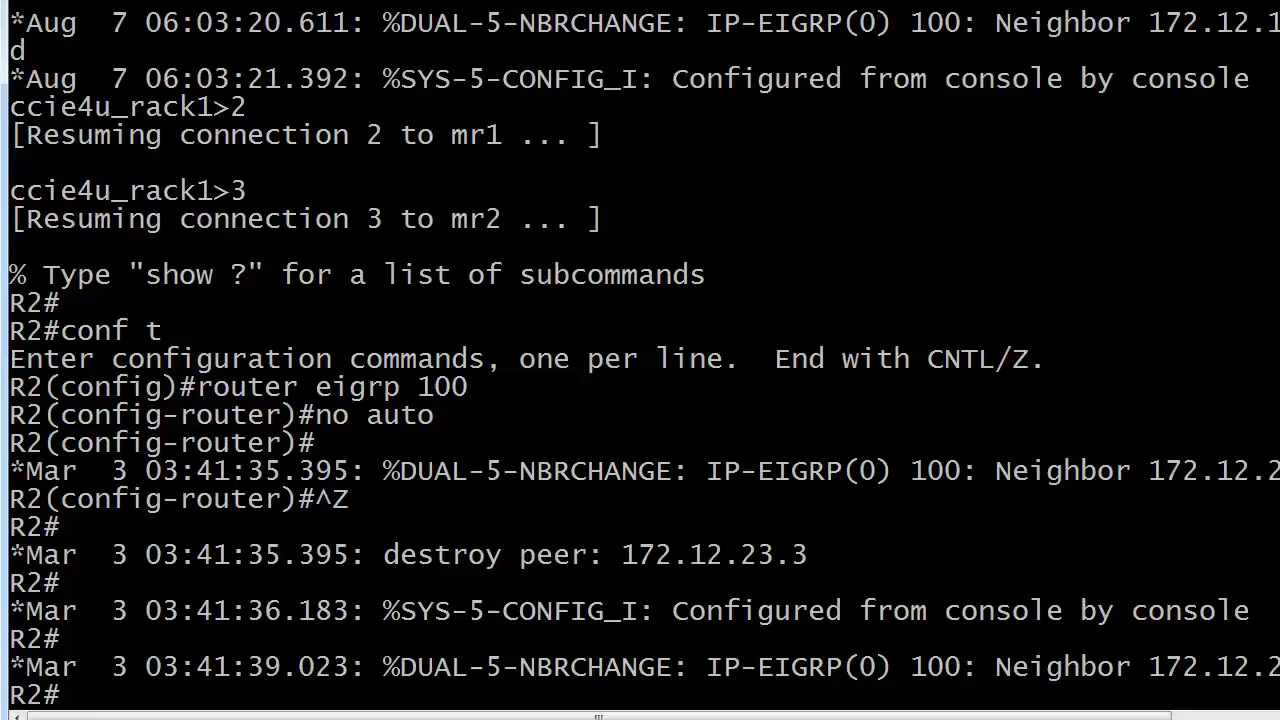 *Aug  7 06:03:20.611: %DUAL-5-NBRCHANGE: IP-EIGRP(0) 100: Neighbor 172.12.1
d
*Aug  7 06:03:21.392: %SYS-5-CONFIG_I: Configured from console by console
ccie4u_rack1>2
[Resuming connection 2 to mr1 ... ]
ccie4u_rack1>3
[Resuming connection 3 to mr2 ... ]
% Type "show ?" for a list of subcommands
R2#
R2#conf t
Enter configuration commands, one per line.  End with CNTL/Z.
R2(config)#router eigrp 100
R2(config-router)#no auto
R2(config-router)#
*Mar  3 03:41:35.395: %DUAL-5-NBRCHANGE: IP-EIGRP(0) 100: Neighbor 172.12.2
R2(config-router)#^Z
R2#
*Mar  3 03:41:35.395: destroy peer: 172.12.23.3
R2#
*Mar  3 03:41:36.183: %SYS-5-CONFIG_I: Configured from console by console
R2#
*Mar  3 03:41:39.023: %DUAL-5-NBRCHANGE: IP-EIGRP(0) 100: Neighbor 172.12.2
R2#